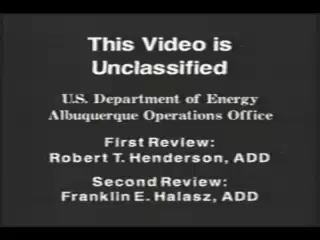 This Video is
Unclassified
U.S. Department of Energy
Albuquerque Operations Office
First Review:
Robert T. Henderson, ADD
Second Review:
Franklin E. Halasz, ADD